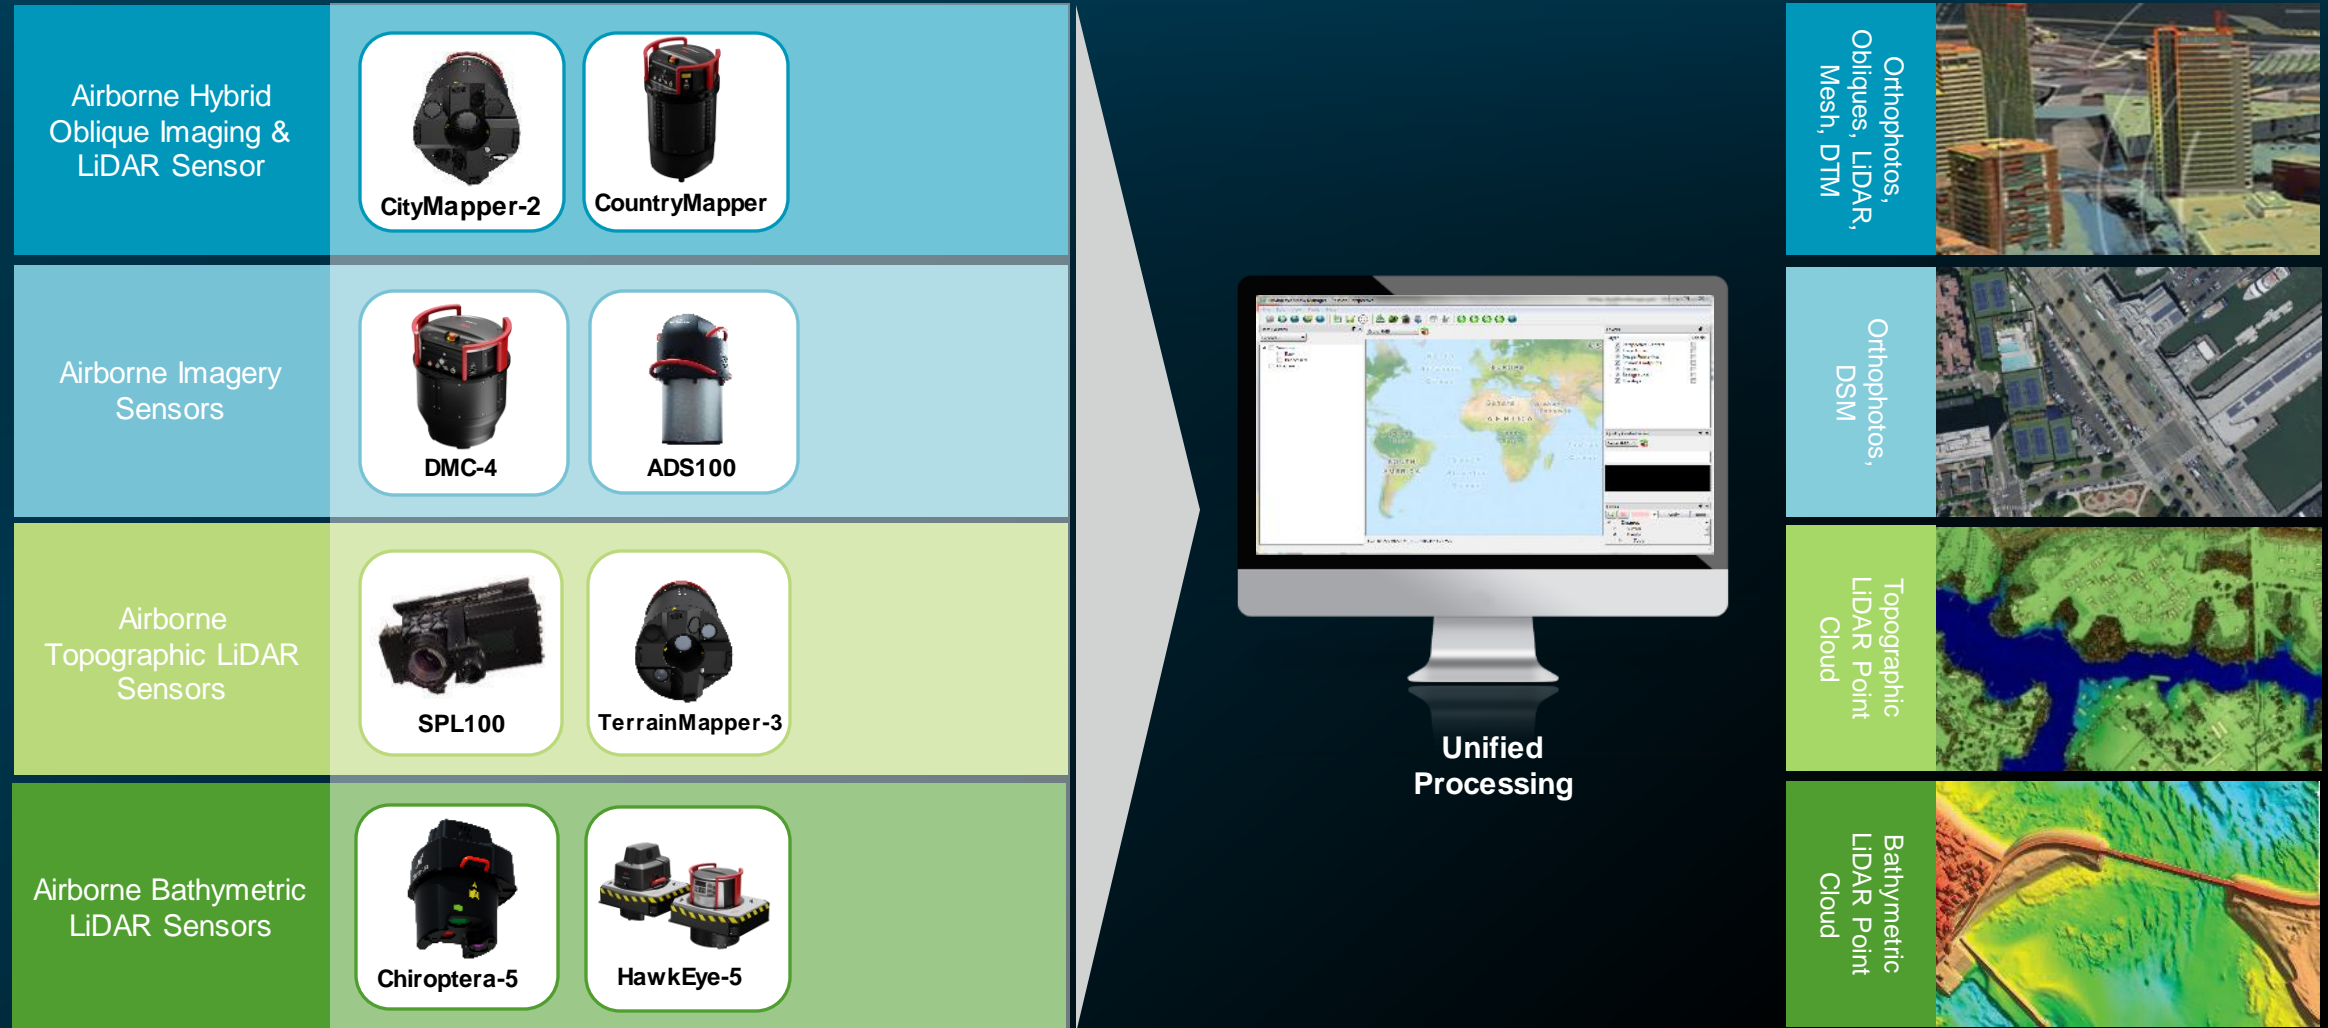 Airborne Hybrid
Oblique Imaging &
LiDAR Sensor
CityMapper-2
CountryMapper
Airborne Imagery
Sensors
DMC-4
ADS100
Airborne
Topographic LiDAR
Sensors
SPL100
TerrainMapper-3
Airborne Bathymetric
LiDAR Sensors
Chiroptera-5
HawkEye-5
Unified
Processing
Orthophotos,
Obliques, LiDAR,
Mesh, DTM
Orthophotos,
DSM
Topographic
LiDAR Point
Cloud
Bathymetric
LiDAR Point
Cloud